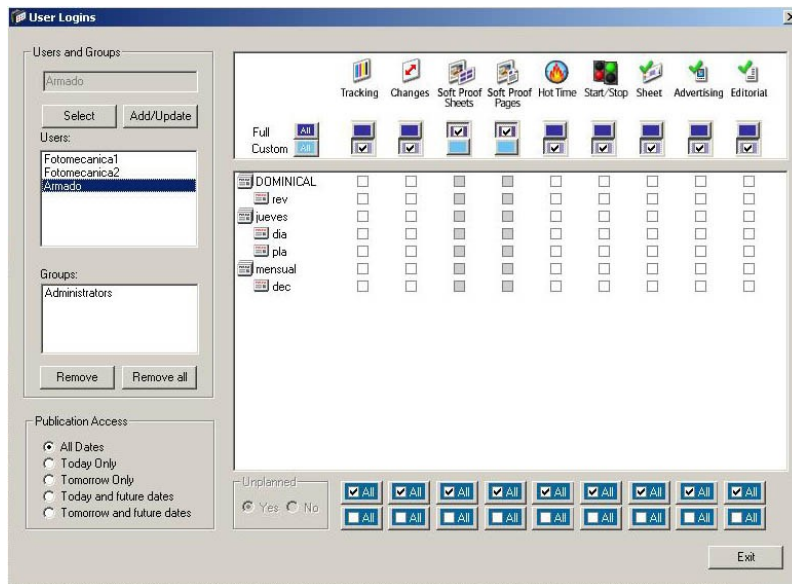 User Logins
Users and Groups
Armado
Select Add/Update
Users:
Fotomecanica1
Fotomecanica2
Armado
Groups:
Administrators
Remove Remove all
Publication Access
All Dates
Today Only
Tomorrow Only
Today and future dates
Tomorrow and future dates
Tracking Changes Soft Proof Sheets Soft Proof Pages Hot Time Start/Stop Sheet Advertising Editorial
Full All
Custom All
DOMINICAL
rev
jueves
dia
pla
mensual
dec
Unplanned
Yes No
All All All All All All All All All
All All All All All All All All All
Exit